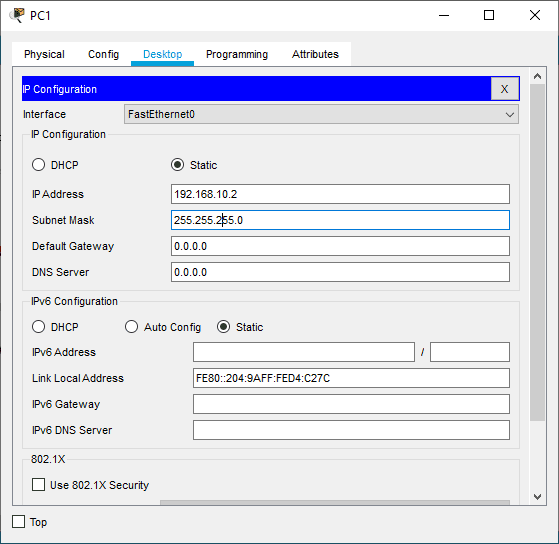 PC1
Physical Config Desktop Programming Attributes
IP Configuration X
Interface FastEthernet0
IP Configuration
DHCP Static
IP Address 192.168.10.2
Subnet Mask 255.255.255.0
Default Gateway 0.0.0.0
DNS Server 0.0.0.0
IPv6 Configuration
DHCP Auto Config Static
IPv6 Address /
Link Local Address FE80::204:9AFF:FED4:C27C
IPv6 Gateway
IPv6 DNS Server
802.1X
Use 802.1X Security
Top